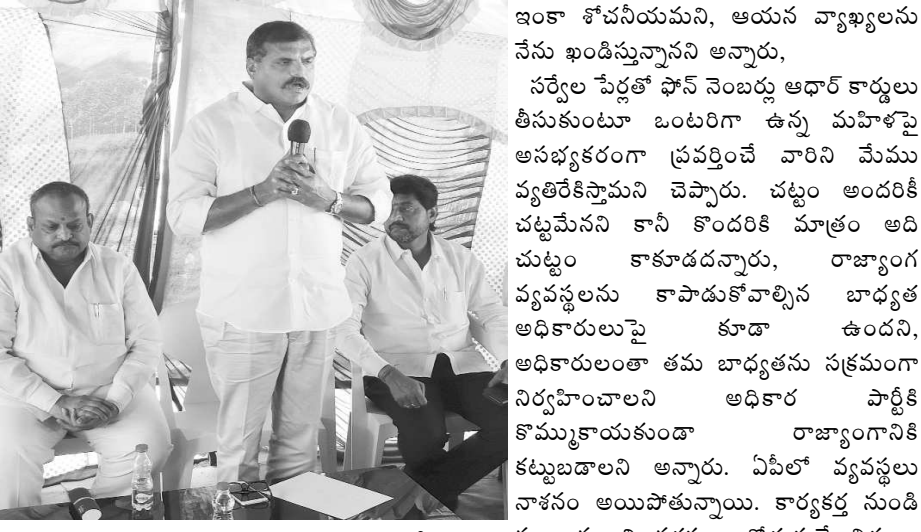 ఇంకా శోచనీయమని, ఆయన వ్యాఖ్యలను
నేను ఖండిస్తున్నానని అన్నారు,
సర్వేల పేర్లతో ఫోన్ నెంబర్లు ఆధార్ కార్డులు
తీసుకుంటూ ఒంటరిగా ఉన్న మహిళపై
అసభ్యకరంగా ప్రవర్తించే వారిని మేము
వ్యతిరేకిస్తామని చెప్పారు. చట్టం అందరికీ
చట్టమేనని కానీ కొందరికి మాత్రం అది
చుట్టం కాకూడదన్నారు, రాజ్యాంగ
వ్యవస్థలను కాపాడుకోవాల్సిన బాధ్యత
అధికారులుపై కూడా ఉందని,
అధికారులంతా తమ బాధ్యతను సక్రమంగా
నిర్వహించాలని అధికార పార్టీకి
కొమ్ముకాయకుండా రాజ్యాంగానికి
కట్టుబడాలని అన్నారు. ఏపీలో వ్యవస్థలు
నాశనం అయిపోతున్నాయి. కార్యకర్త నుండి